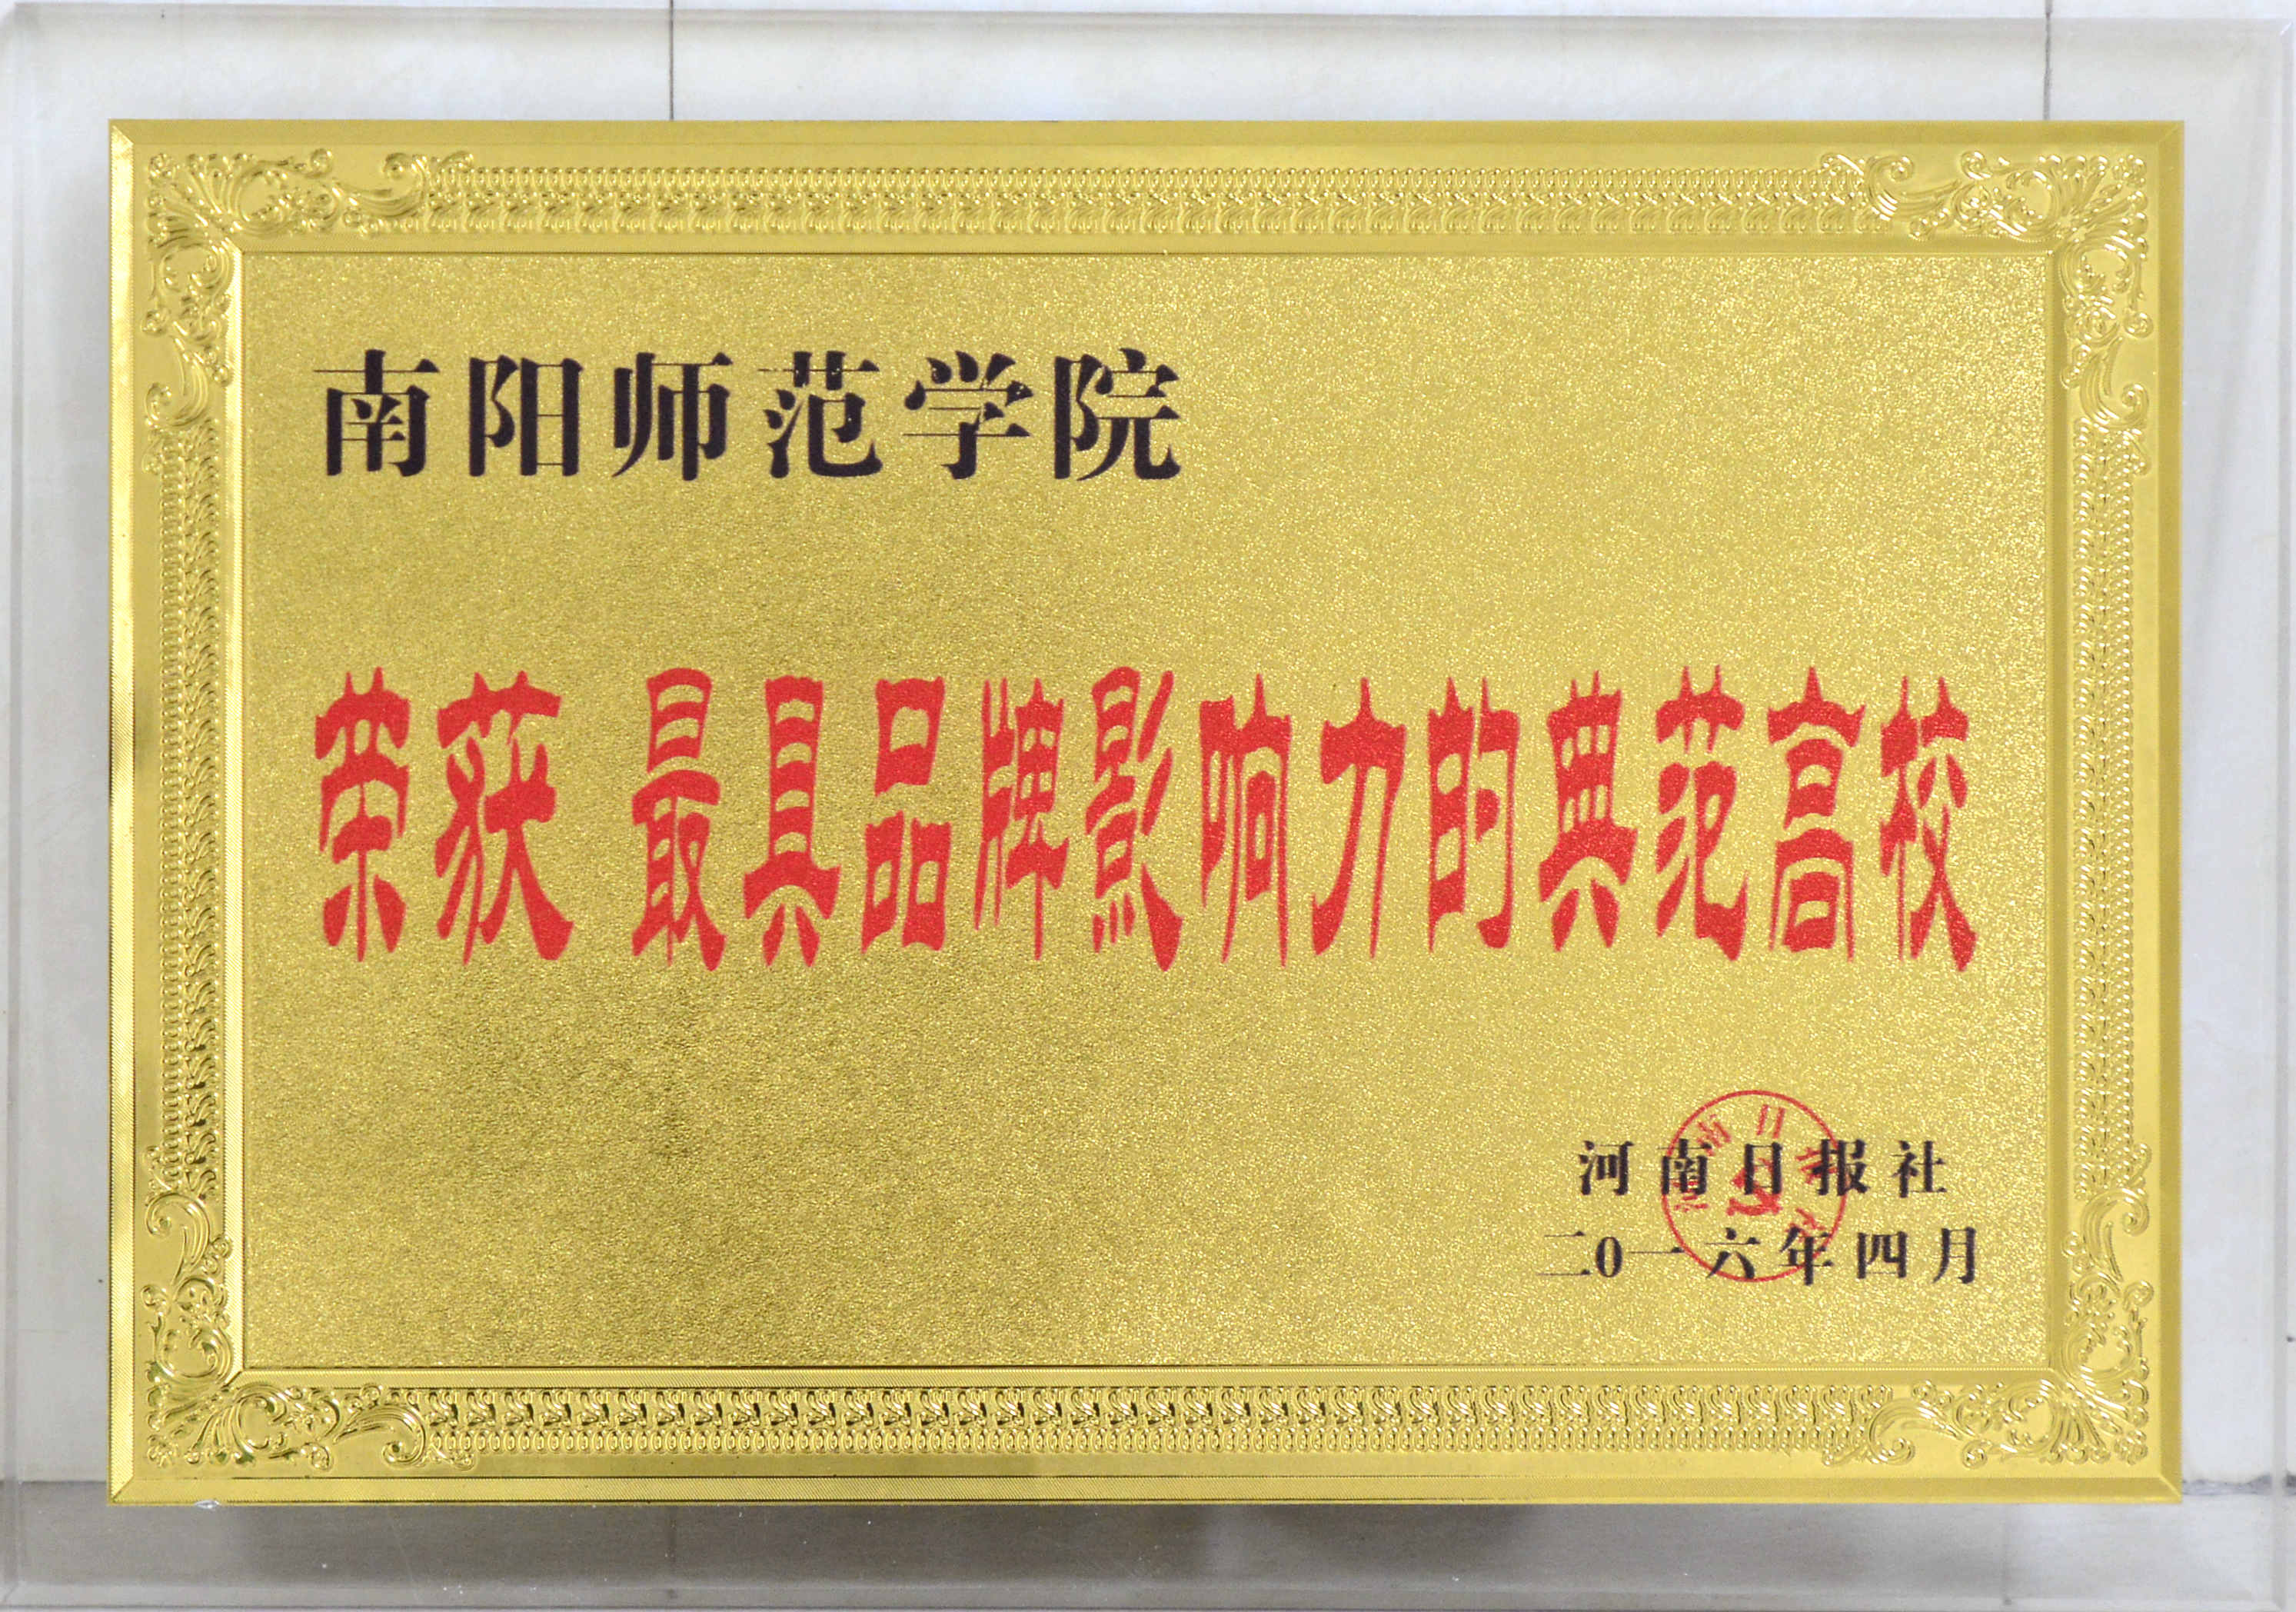 南阳师范学院
荣获 最具品牌影响力的典范高校
河南日报社
二0一六年四月